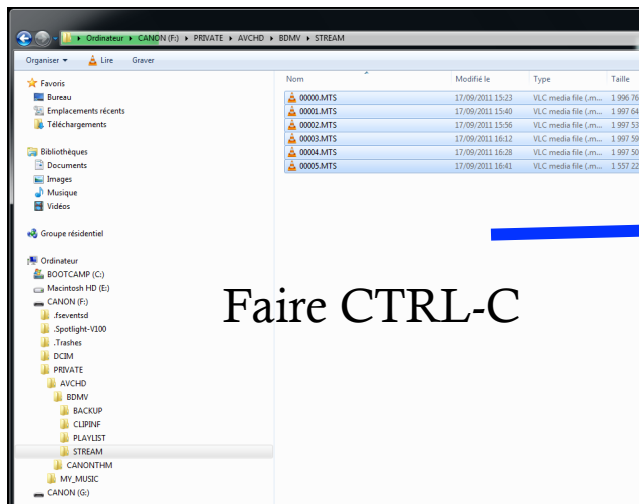 Ordinateur ▸ CANON (F:) ▸ PRIVATE ▸ AVCHD ▸ BDMV ▸ STREAM
Organiser ▾ Lire Graver
Nom Modifié le Type Taille
00000.MTS 17/09/2011 15:23 VLC media file (.m... 1 996 76
00001.MTS 17/09/2011 15:40 VLC media file (.m... 1 997 64
00002.MTS 17/09/2011 15:56 VLC media file (.m... 1 997 53
00003.MTS 17/09/2011 16:12 VLC media file (.m... 1 997 59
00004.MTS 17/09/2011 16:28 VLC media file (.m... 1 997 50
00005.MTS 17/09/2011 16:41 VLC media file (.m... 1 557 22
Favoris
Bureau
Emplacements récents
Téléchargements
Bibliothèques
Documents
Images
Musique
Vidéos
Groupe résidentiel
Ordinateur
BOOTCAMP (C:)
Macintosh HD (E:)
CANON (F:)
.fseventsd
.Spotlight-V100
.Trashes
DCIM
PRIVATE
AVCHD
BDMV
BACKUP
CLIPINF
PLAYLIST
STREAM
CANONTHM
MY_MUSIC
CANON (G:)
Faire CTRL-C